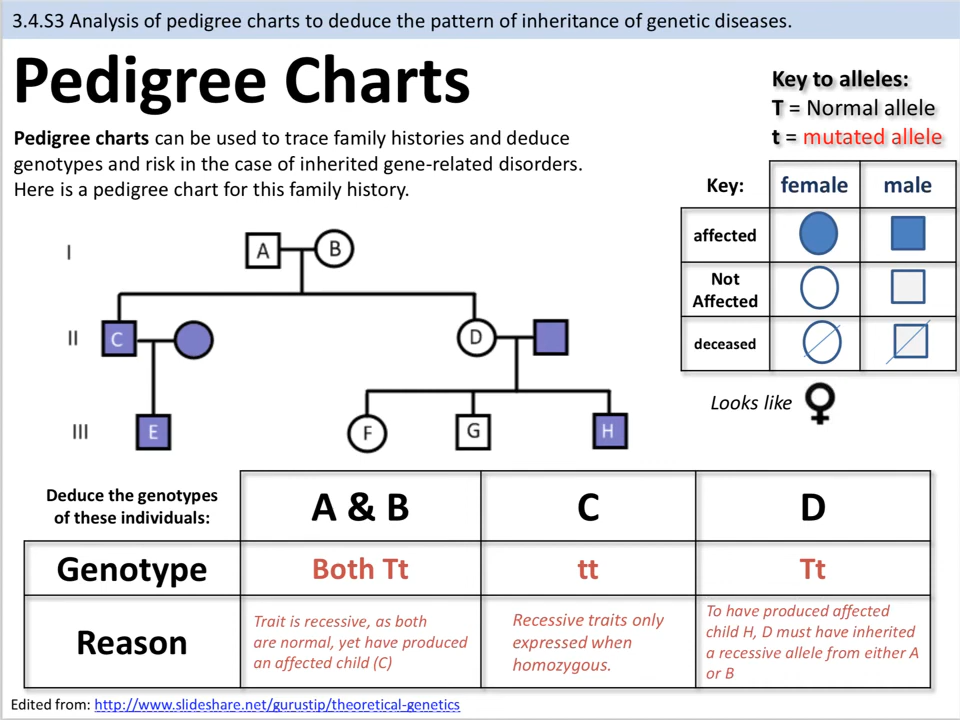 3.4.S3 Analysis of pedigree charts to deduce the pattern of inheritance of genetic diseases.
Pedigree Charts
Pedigree charts can be used to trace family histories and deduce
genotypes and risk in the case of inherited gene-related disorders.
Here is a pedigree chart for this family history.
Key to alleles:
T = Normal allele
t = mutated allele
Key:
female
male
affected
Not
Affected
deceased
Looks like
I
A
B
II
C
D
III
E
F
G
H
Deduce the genotypes
of these individuals:
A & B
C
D
Genotype
Both Tt
tt
Tt
Reason
Trait is recessive, as both
are normal, yet have produced
an affected child (C)
Recessive traits only
expressed when
homozygous.
To have produced affected
child H, D must have inherited
a recessive allele from either A
or B
Edited from: http://www.slideshare.net/gurustip/theoretical-genetics